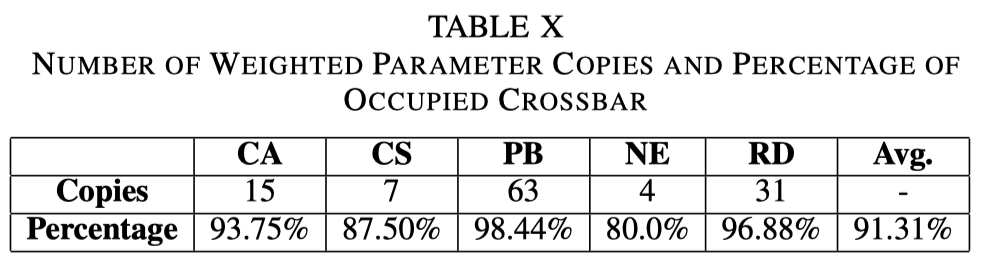 TABLE X
NUMBER OF WEIGHTED PARAMETER COPIES AND PERCENTAGE OF
OCCUPIED CROSSBAR
CA CS PB NE RD Avg.
Copies 15 7 63 4 31 -
Percentage 93.75% 87.50% 98.44% 80.0% 96.88% 91.31%